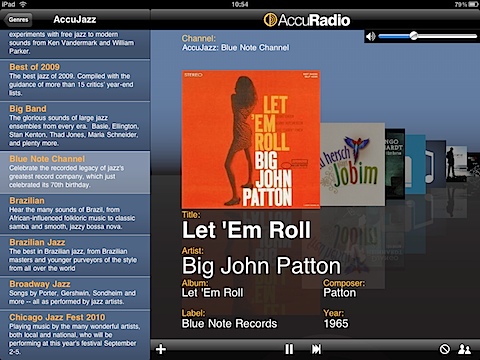 iPad
10:54
79%
Genres
AccuJazz
AccuRadio
experiments with free jazz to modern
sounds from Ken Vandermark and William
Parker.
Best of 2009
The best jazz of 2009. Compiled with the
guidance of more than 15 critics' year-end
lists.
Big Band
The glorious sounds of large jazz
ensembles from every era. Basie, Ellington,
Stan Kenton, Thad Jones, Maria Schneider,
and plenty more.
Blue Note Channel
Celebrate the recorded legacy of jazz's
greatest record company, which just
celebrated its 70th birthday.
Brazilian
Hear the many sounds of Brazil, from
African-influenced folkloric music to classic
samba and smooth, jazzy bossa nova.
Brazilian Jazz
The best in Brazilian jazz, from Brazilian
masters and younger purveyors of the style
from all over the world
Broadway Jazz
Songs by Porter, Gershwin, Sondheim and
more -- all as performed by jazz artists.
Chicago Jazz Fest 2010
Playing music by the many wonderful artists,
both local and national, who will be
performing at this year's festival September
2-5.
Channel:
AccuJazz: Blue Note Channel
STEREO
LET
'EM
ROLL
BIG
JOHN
PATTON
hersch
Jobim
Title:
Let 'Em Roll
Artist:
Big John Patton
Album:
Let 'Em Roll
Composer:
Patton
Label:
Blue Note Records
Year:
1965